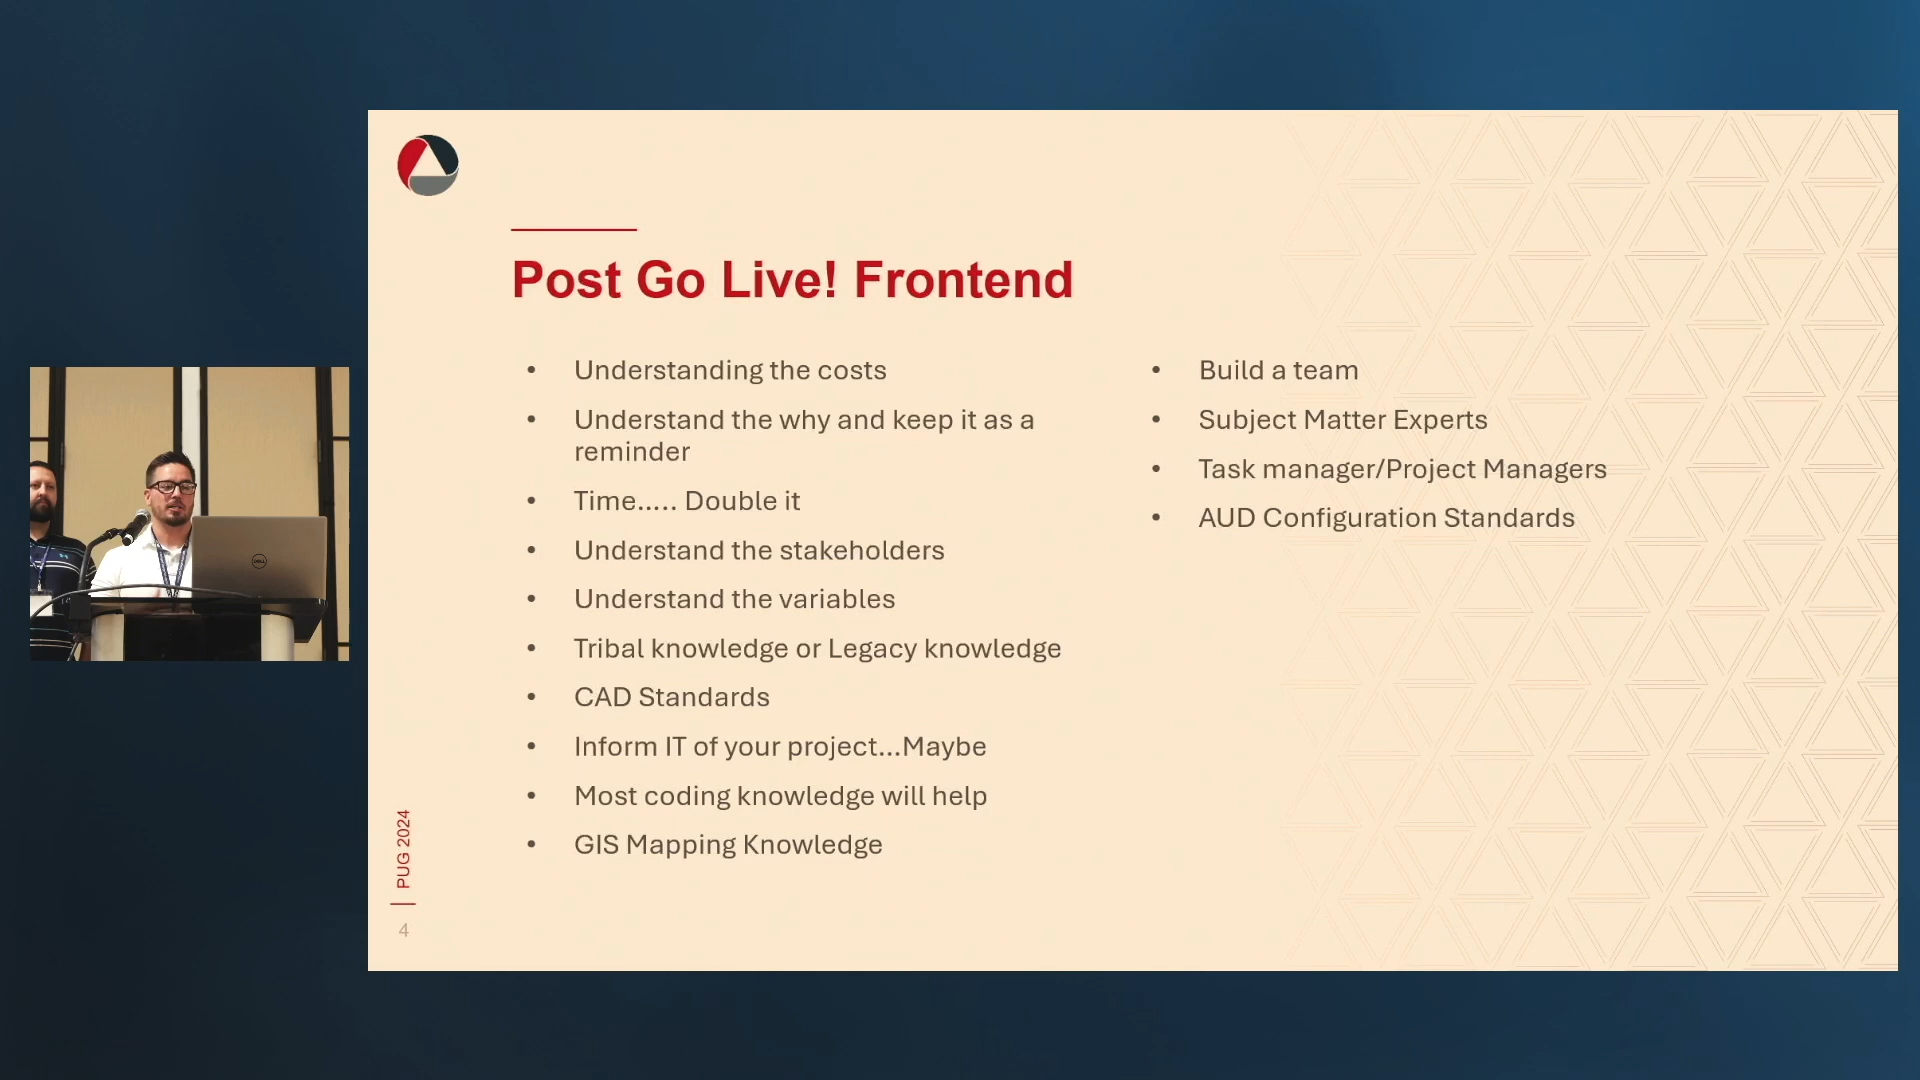 Post Go Live! Frontend
• Understanding the costs
• Understand the why and keep it as a
reminder
• Time..... Double it
• Understand the stakeholders
• Understand the variables
• Tribal knowledge or Legacy knowledge
• CAD Standards
• Inform IT of your project...Maybe
• Most coding knowledge will help
• GIS Mapping Knowledge
• Build a team
• Subject Matter Experts
• Task manager/Project Managers
• AUD Configuration Standards
PUG 2024
4
DELL